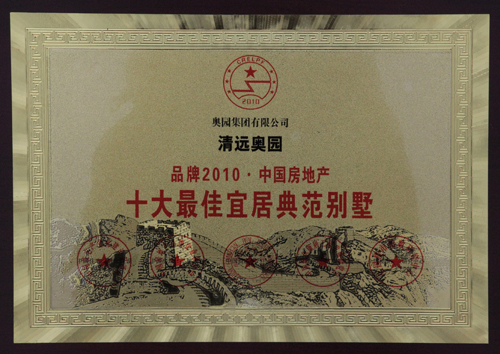 2010
奥园集团有限公司
清远奥园
品牌2010·中国房地产
十大最佳宜居典范别墅